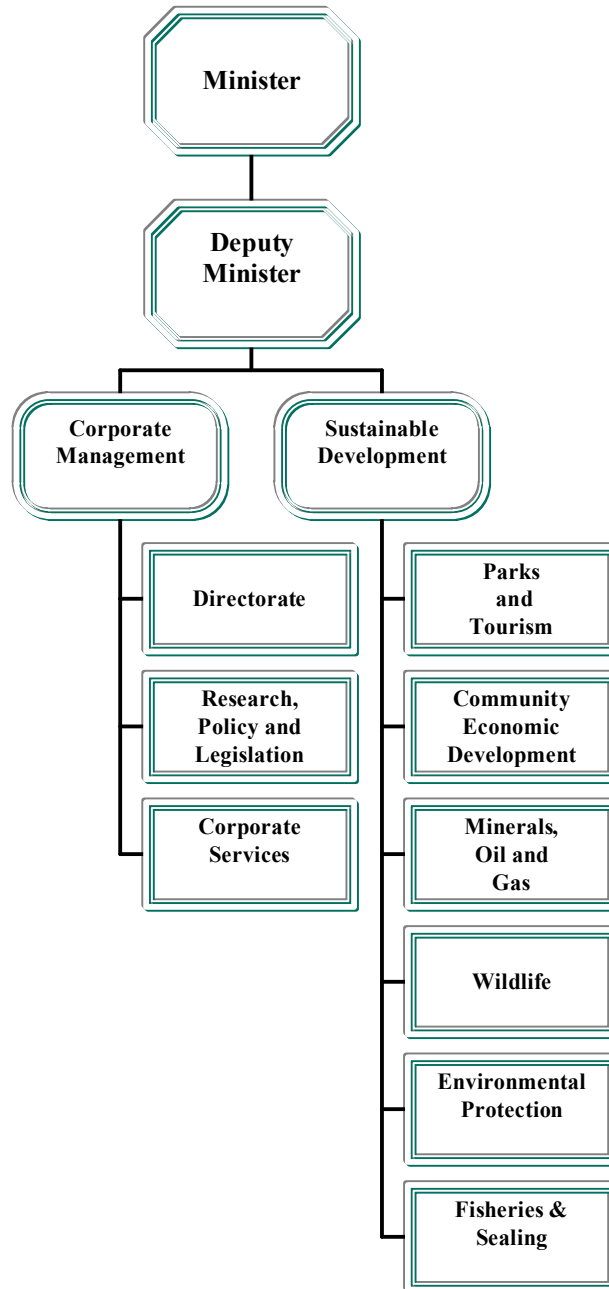 Minister
Deputy
Minister
Corporate
Management
Sustainable
Development
Directorate
Research,
Policy and
Legislation
Corporate
Services
Parks
and
Tourism
Community
Economic
Development
Minerals,
Oil and
Gas
Wildlife
Environmental
Protection
Fisheries &
Sealing